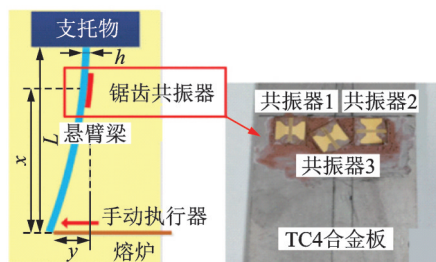 支托物
h
锯齿共振器
悬臂梁
L
x
手动执行器
y
熔炉
共振器1
共振器2
共振器3
TC4合金板